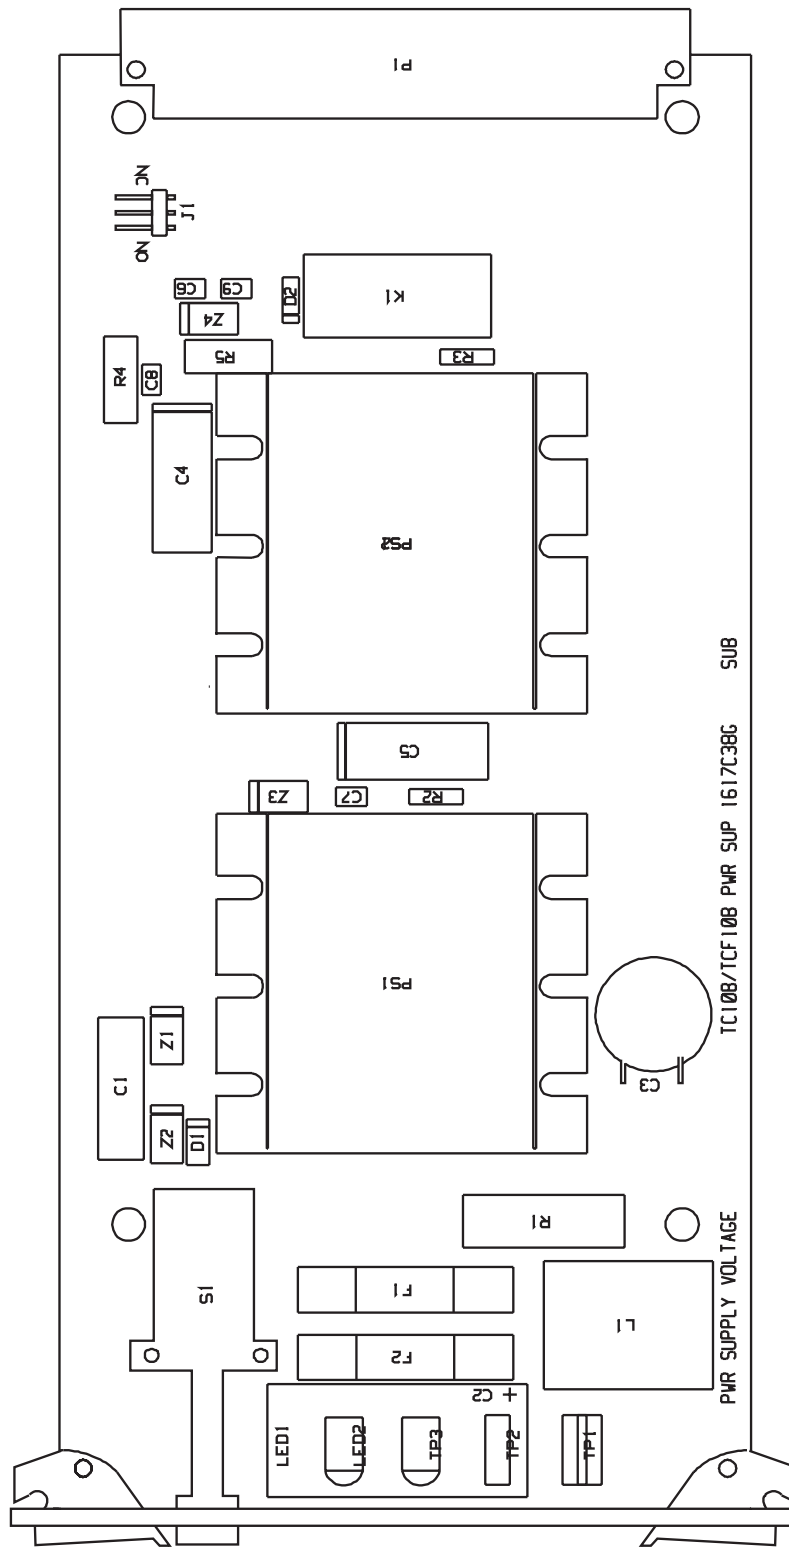 P1
NC
J1
NO
C6
C9
D2
K1
Z4
R5
R3
R4
C8
C4
PS2
SUB
C5
Z3
C7
R2
TC10B/TCF10B PWR SUP 1617C38G
PS1
Z1
C1
C3
Z2
D1
R1
PWR SUPPLY VOLTAGE
S1
F1
L1
F2
C2 +
LED1
LED2
TP3
TP2
TP1